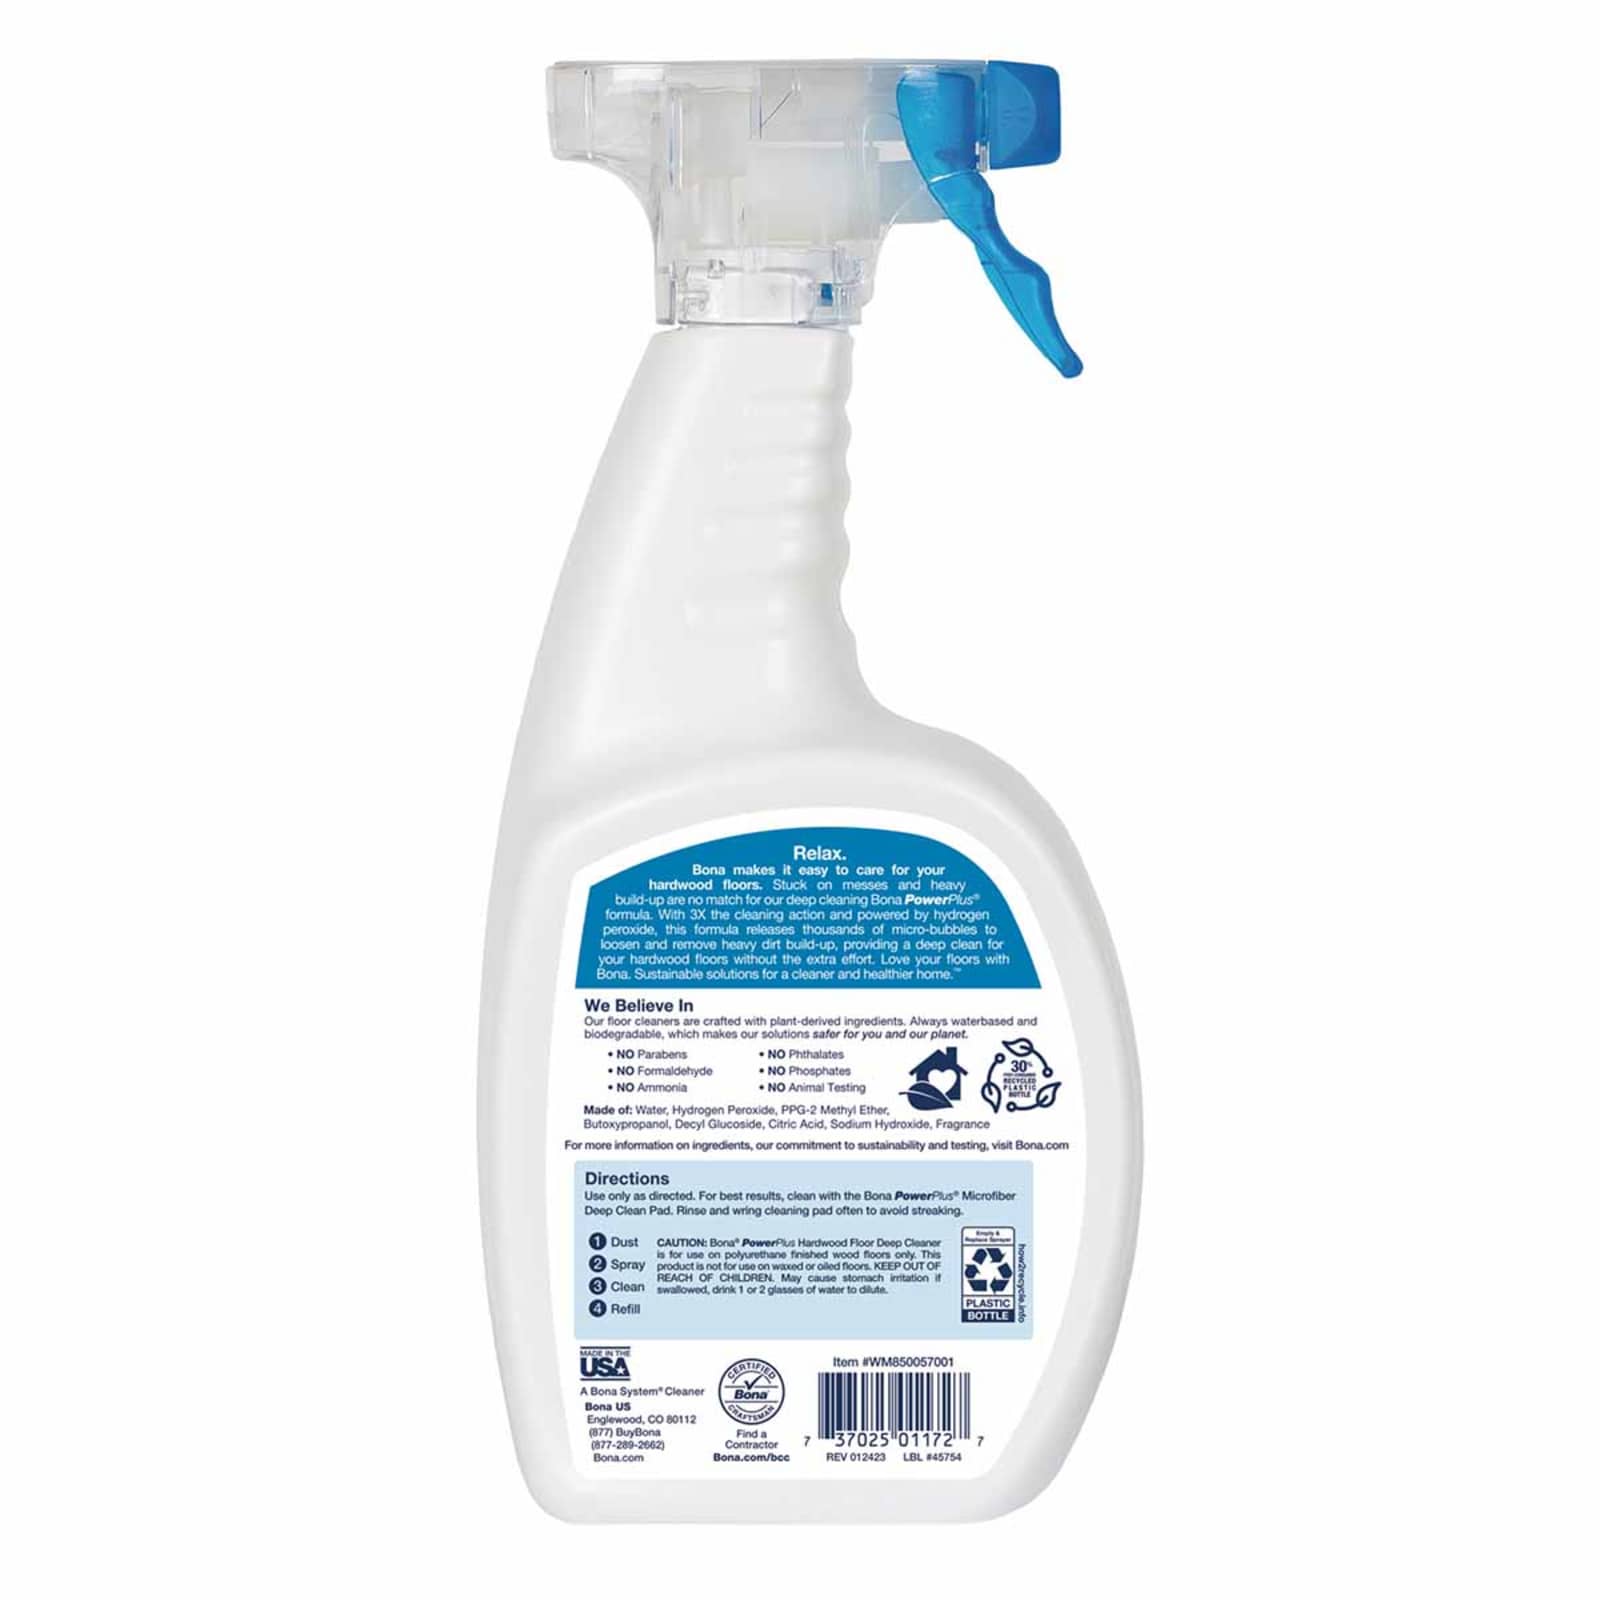 Relax.
Bona makes it easy to care for your
hardwood floors. Stuck on messes and heavy
build-up are no match for our deep cleaning Bona PowerPlus®
formula. With 3X the cleaning action and powered by hydrogen
peroxide, this formula releases thousands of micro-bubbles to
loosen and remove heavy dirt build-up, providing a deep clean for
your hardwood floors without the extra effort. Love your floors with
Bona. Sustainable solutions for a cleaner and healthier home.™
We Believe In
Our floor cleaners are crafted with plant-derived ingredients. Always waterbased and
biodegradable, which makes our solutions safer for you and our planet.
• NO Parabens
• NO Formaldehyde
• NO Ammonia
• NO Phthalates
• NO Phosphates
• NO Animal Testing
30%
POST-CONSUMER
RECYCLED
PLASTIC
BOTTLE
Made of: Water, Hydrogen Peroxide, PPG-2 Methyl Ether,
Butoxypropanol, Decyl Glucoside, Citric Acid, Sodium Hydroxide, Fragrance
For more information on ingredients, our commitment to sustainability and testing, visit Bona.com
Directions
Use only as directed. For best results, clean with the Bona PowerPlus® Microfiber
Deep Clean Pad. Rinse and wring cleaning pad often to avoid streaking.
1 Dust
2 Spray
3 Clean
4 Refill
CAUTION: Bona® PowerPlus Hardwood Floor Deep Cleaner
is for use on polyurethane finished wood floors only. This
product is not for use on waxed or oiled floors. KEEP OUT OF
REACH OF CHILDREN. May cause stomach irritation if
swallowed, drink 1 or 2 glasses of water to dilute.
Empty &
Replace Sprayer
PLASTIC
BOTTLE
how2recycle.info
MADE IN THE
USA
A Bona System® Cleaner
Bona US
Englewood, CO 80112
(877) BuyBona
(877-289-2662)
Bona.com
CERTIFIED
Bona®
CRAFTSMAN
Find a
Contractor
Bona.com/bcc
Item #WM850057001
7 37025 01172 7
REV 012423 LBL #45754